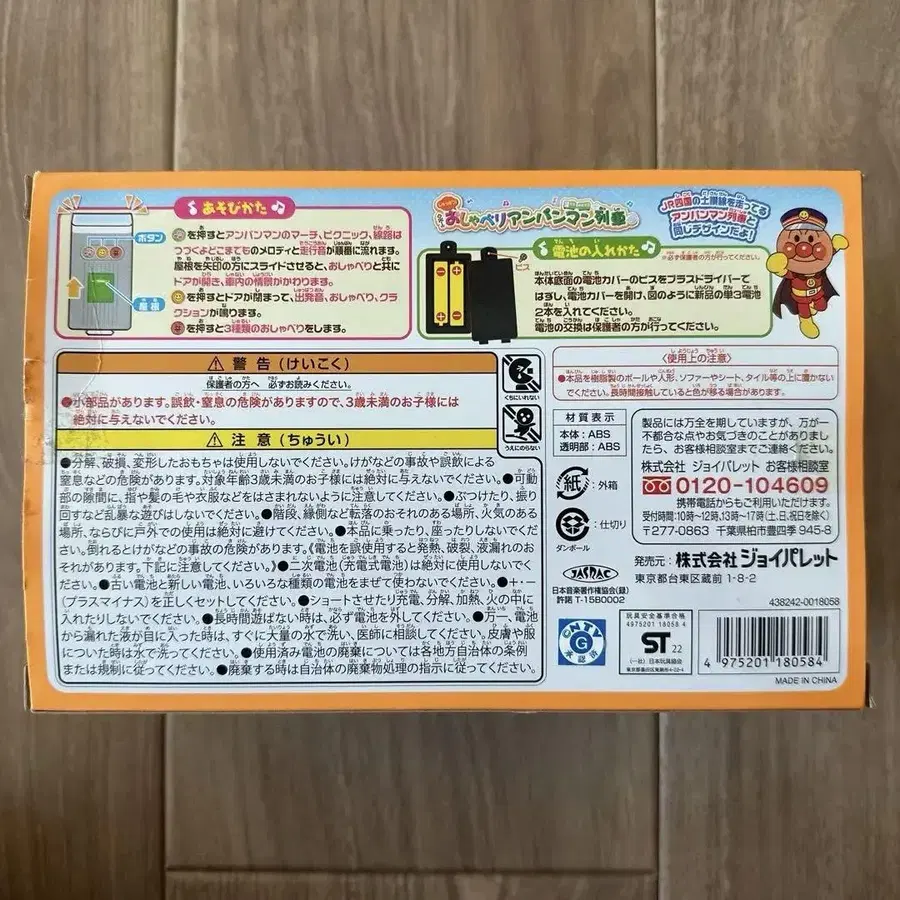 あそびかた
ボタン
屋根
を押すとアンパンマンのマーチ、ピクニック、線路は
つづくよどこまでものメロディと走行音が順番に流れます。
屋根を矢印の方にスライドさせると、おしゃべりと共に
ドアが開き、車内の情景がかわります。
を押すとドアが閉まって、出発音、おしゃべり、クラ
クションが鳴ります。
を押すと3種類のおしゃべりをします。
おしゃべりアンパンマン列車
電池の入れかた
※必ず保護者の方が行ってください。
ビス
本体底面の電池カバーのビスをプラスドライバーで
はずし、電池カバーを開け、図のように新品の単3電池
2本を入れてください。
電池の交換は保護者の方が行ってください。
JR四国の土讃線を走ってる
アンパンマン列車と
同じデザインだよ!
警告(けいこく)
保護者の方へ 必ずお読みください。
●小部品があります。誤飲・窒息の危険がありますので、3歳未満のお子様には
絶対に与えないでください。
くちにいれない
うえにのらない
注意(ちゅうい)
●分解、破損、変形したおもちゃは使用しないでください。けがなどの事故や誤飲による
窒息などの危険があります。対象年齢3歳未満のお子様には絶対に与えないでください。●可動
部の隙間に、指や髪の毛や衣服などをはさまれないように注意してください。●ぶつけたり、振り
回すなど乱暴な遊びはしないでください。●階段、縁側など転落のおそれのある場所、火気のある
場所、ならびに戸外での使用は絶対に避けてください。●本品に乗ったり、座ったりしないでくだ
さい。倒れるとけがなどの事故の危険があります。《電池を誤使用すると発熱、破裂、液漏れのお
それがあります。下記に注意してください。》●二次電池(充電式電池)は絶対に使用しないでくだ
さい。●古い電池と新しい電池、いろいろな種類の電池をまぜて使わないでください。●+・-
(プラスマイナス)を正しくセットしてください。●ショートさせたり充電、分解、加熱、火の中に
入れたりしないでください。●長時間遊ばない時は、必ず電池を外してください。●万一、電池
から漏れた液が目に入った時は、すぐに大量の水で洗い、医師に相談してください。皮膚や服
についた時は水で洗ってください。●使用済み電池の廃棄については各地方自治体の条例
または規制に従ってください。●廃棄する時は自治体の廃棄物処理の指示に従ってください。
〈使用上の注意〉
●本品を樹脂製のボールや人形、ソファーやシート、タイル等の上に置かない
でください。長時間接触していると色が移る場合があります。
材質表示
本体:ABS
透明部:ABS
紙
:外箱
:仕切り
ダンボール
JASRAC
日本音楽著作権協会(録)
許諾 T-15B0002
製品には万全を期していますが、万が一
不都合な点やお気づきのことがありまし
たら、お客様相談室までご連絡ください。
株式会社 ジョイパレット お客様相談室
0120-104609
携帯電話からもご利用いただけます。
受付時間:10時~12時、13時~17時(土、日、祝日を除く)
〒277-0863 千葉県柏市豊四季945-8
発売元:株式会社ジョイパレット
東京都台東区蔵前1-8-2
438242-0018058
NTV
G
承認済
玩具安全基準合格
4975201 18058 4
ST 22
(一社)日本玩具協会
4 975201 180584
MADE IN CHINA